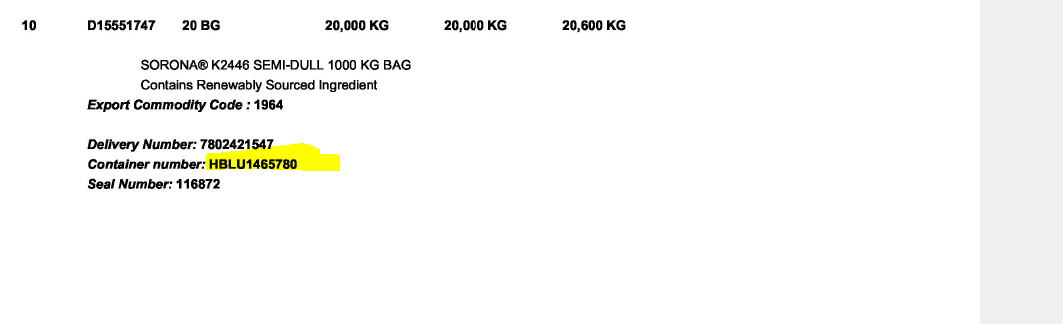 10 D15551747 20 BG 20,000 KG 20,000 KG 20,600 KG
SORONA® K2446 SEMI-DULL 1000 KG BAG
Contains Renewably Sourced Ingredient
Export Commodity Code : 1964
Delivery Number: 7802421547
Container number: HBLU1465780
Seal Number: 116872